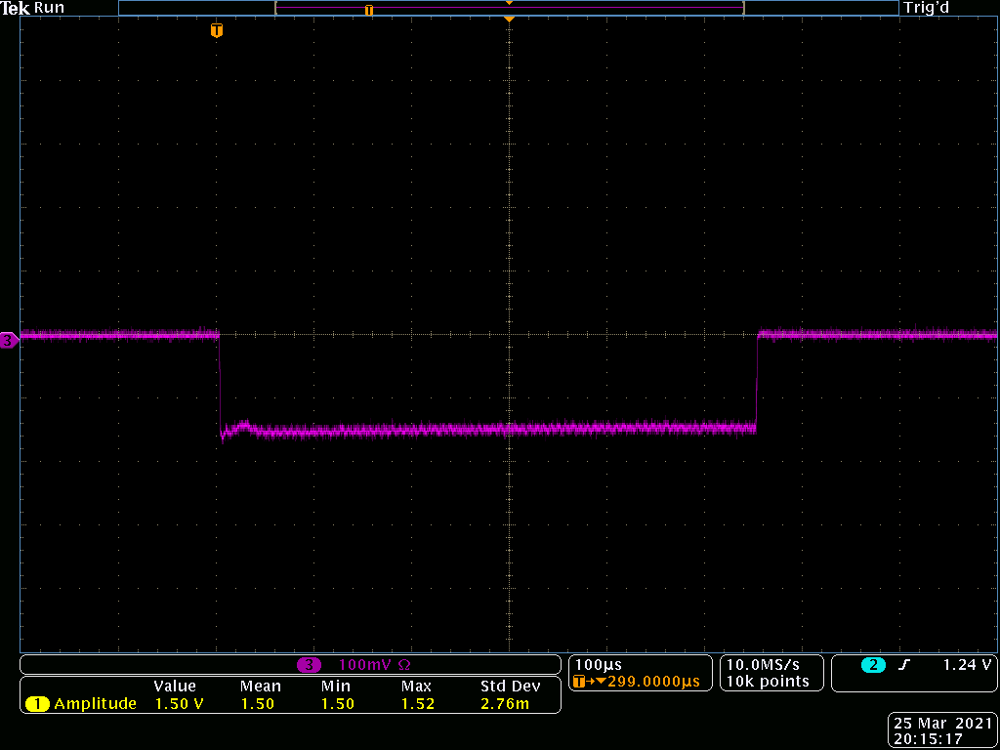 Tek Run Trig'd
T
T
3
3 100mV Ω
100µs
T→▼299.0000µs
10.0MS/s
10k points
2 ƒ 1.24 V
Value Mean Min Max Std Dev
1 Amplitude 1.50 V 1.50 1.50 1.52 2.76m
25 Mar 2021
20:15:17